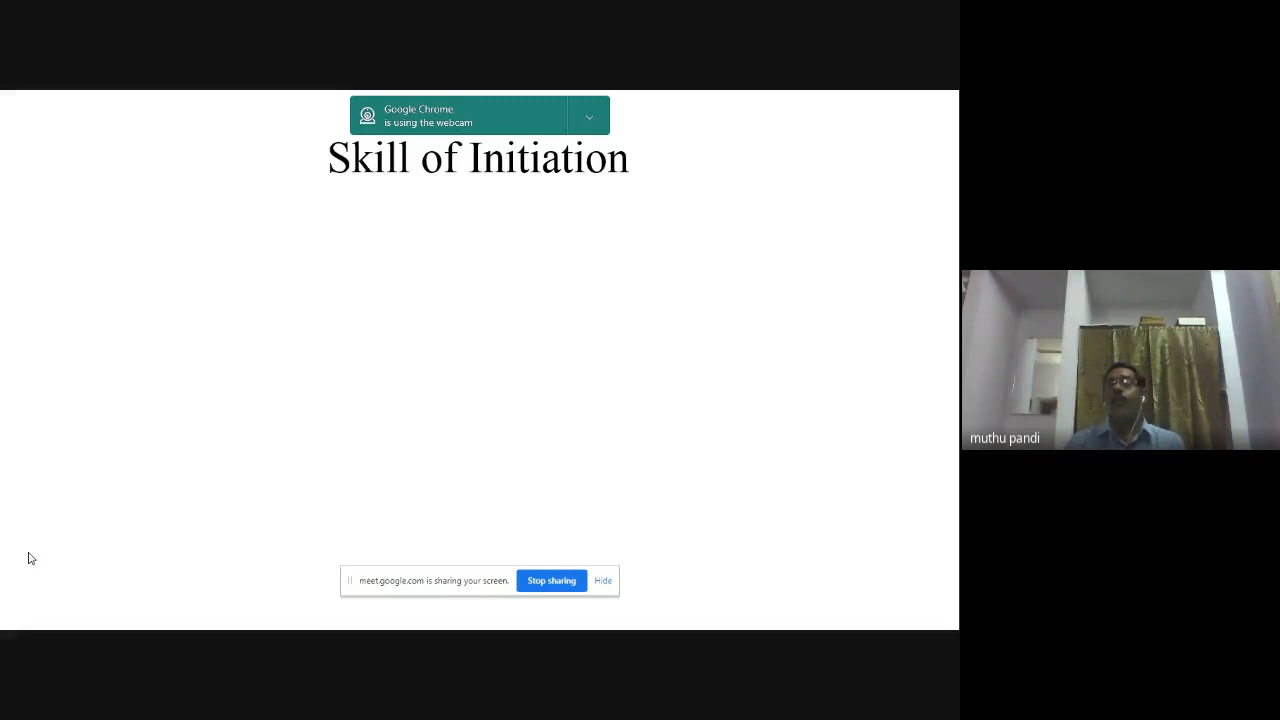 Google Chrome
is using the webcam
Skill of Initiation
muthu pandi
meet.google.com is sharing your screen.
Stop sharing
Hide